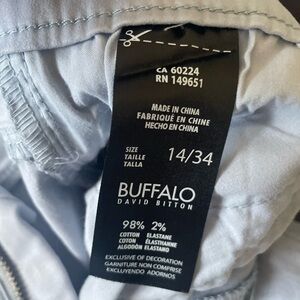 CA 60224
RN 149651
MADE IN CHINA
FABRIQUÉ EN CHINE
HECHO EN CHINA
SIZE
TAILLE
TALLA
14/34
BUFFALO
DAVID BITTON
98% 2%
COTTON ELASTANE
COTON ÉLASTHANNE
ALGODÓN ELASTANO
EXCLUSIVE OF DECORATION
GARNITURE NON COMPRISE
EXCLUYENDO ADORNOS